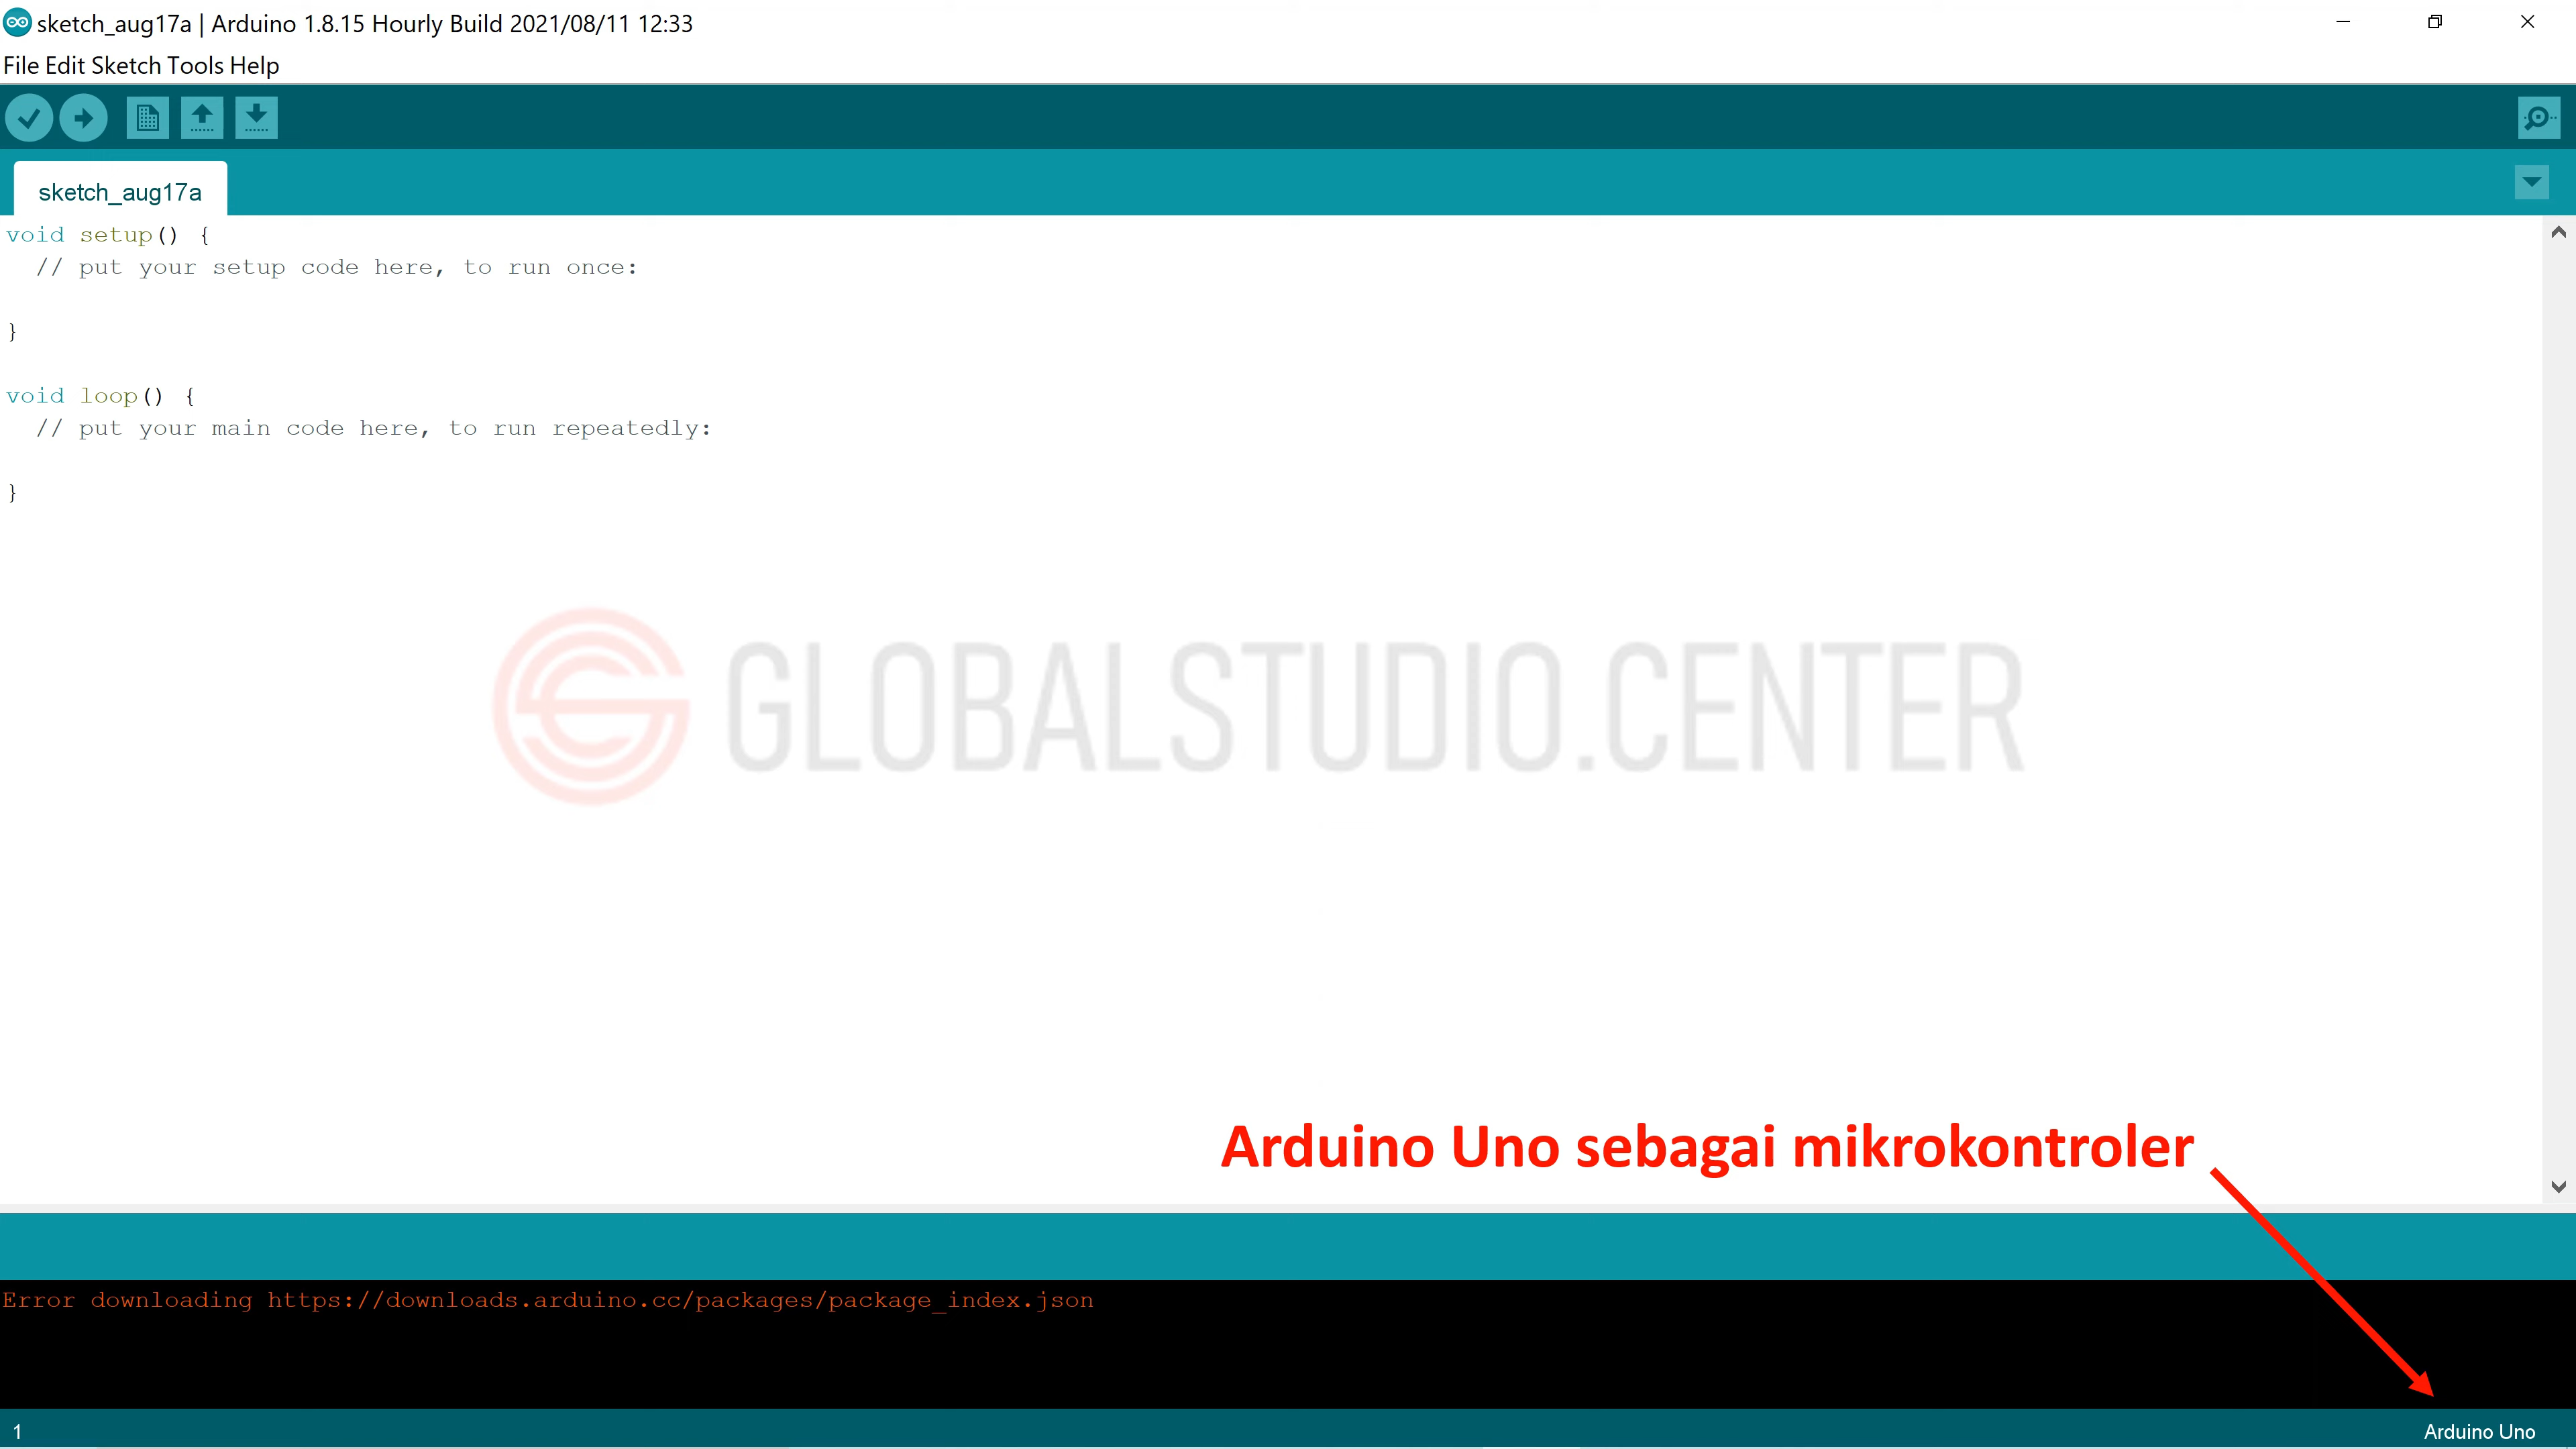 sketch_aug17a | Arduino 1.8.15 Hourly Build 2021/08/11 12:33
File Edit Sketch Tools Help
sketch_aug17a
void setup() {
  // put your setup code here, to run once:
}
void loop() {
  // put your main code here, to run repeatedly:
}
GLOBALSTUDIO.CENTER
Arduino Uno sebagai mikrokontroler
Error downloading https://downloads.arduino.cc/packages/package_index.json
1
Arduino Uno